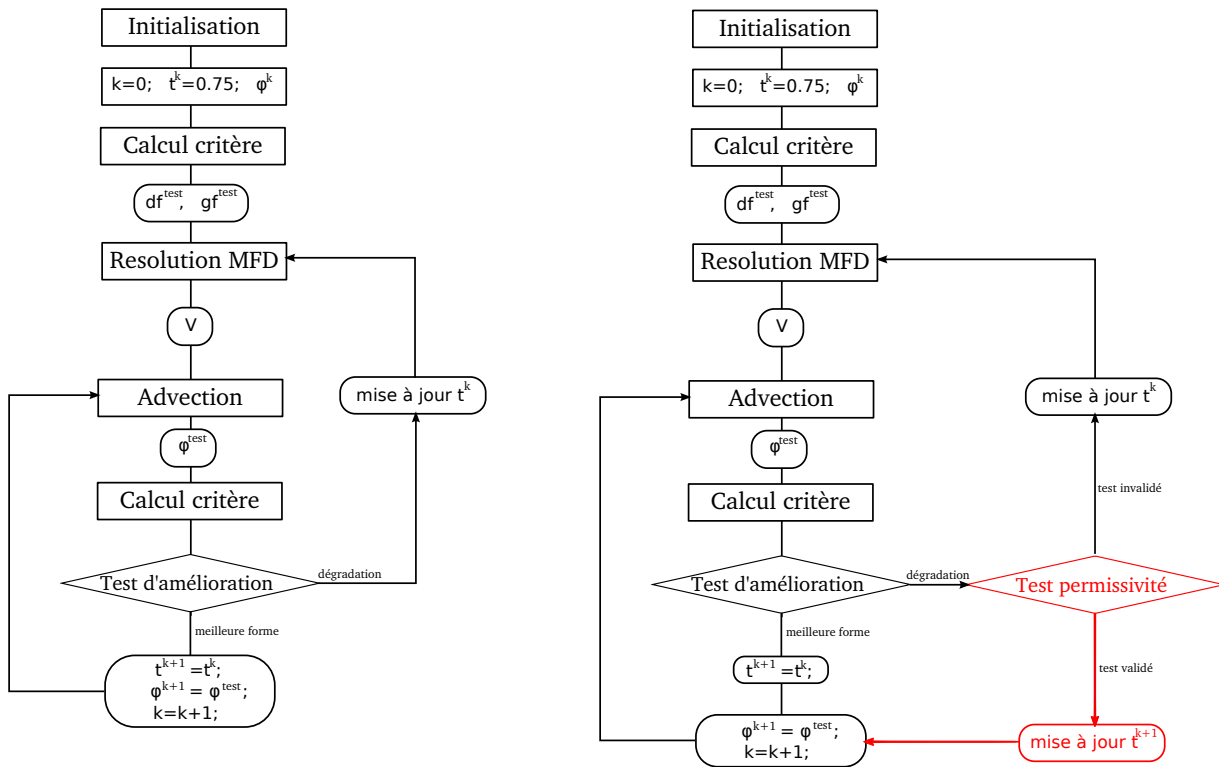 Initialisation
k=0; t^k=0.75; φ^k
Calcul critère
df^test, gf^test
Resolution MFD
V
Advection
mise à jour t^k
φ^test
Calcul critère
Test d'amélioration
dégradation
meilleure forme
t^k+1 =t^k;
φ^k+1 = φ^test;
k=k+1;
Initialisation
k=0; t^k=0.75; φ^k
Calcul critère
df^test, gf^test
Resolution MFD
V
Advection
mise à jour t^k
φ^test
Calcul critère
test invalidé
Test d'amélioration
dégradation
Test permissivité
meilleure forme
test validé
t^k+1 =t^k;
φ^k+1 = φ^test;
k=k+1;
mise à jour t^k+1